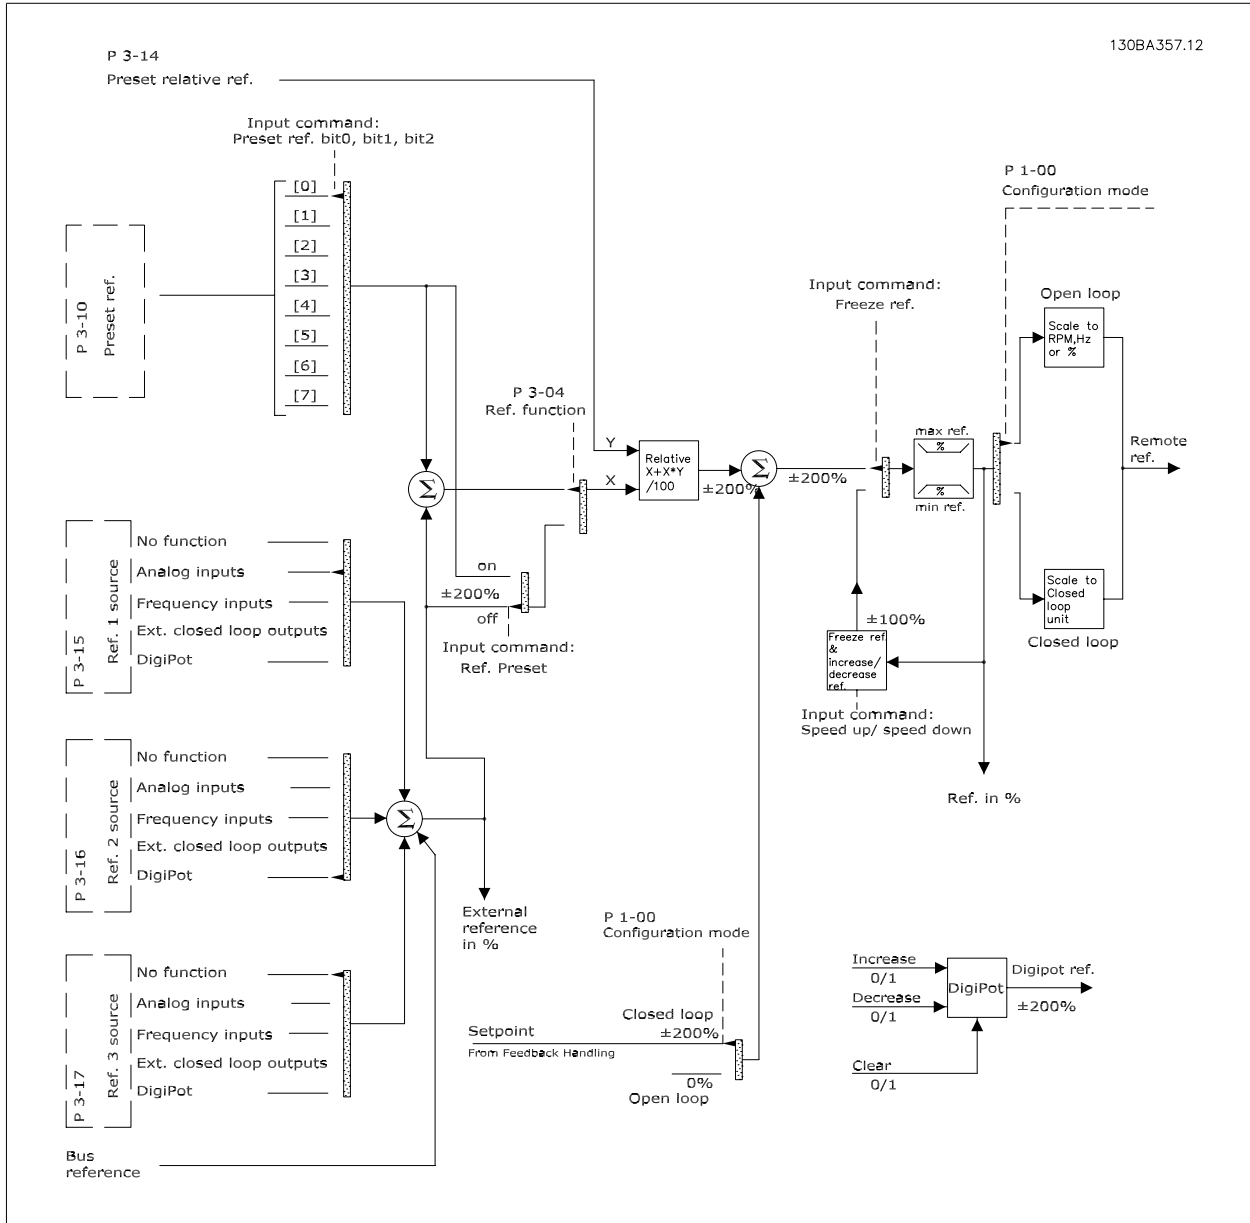 130BA357.12
P 3-14
Preset relative ref.
Input command:
Preset ref. bit0, bit1, bit2
[0]
[1]
[2]
[3]
[4]
[5]
[6]
[7]
P 3-10
Preset ref.
P 1-00
Configuration mode
Input command:
Freeze ref.
Open loop
Scale to
RPM,Hz
or %
P 3-04
Ref. function
Y
X
Relative
X+X*Y
/100
±200%
Σ
±200%
max ref.
%
%
min ref.
Remote
ref.
Σ
P 3-15
Ref. 1 source
No function
Analog inputs
Frequency inputs
Ext. closed loop outputs
DigiPot
on
±200%
off
Input command:
Ref. Preset
Scale to
Closed
loop
unit
Closed loop
±100%
Freeze ref.
&
increase/
decrease
ref.
Input command:
Speed up/ speed down
Ref. in %
P 3-16
Ref. 2 source
No function
Analog inputs
Frequency inputs
Ext. closed loop outputs
DigiPot
Σ
External
reference
in %
P 3-17
Ref. 3 source
No function
Analog inputs
Frequency inputs
Ext. closed loop outputs
DigiPot
Bus
reference
P 1-00
Configuration mode
Closed loop
±200%
Setpoint
From Feedback Handling
0%
Open loop
Increase
0/1
Decrease
0/1
Clear
0/1
DigiPot
Digipot ref.
±200%